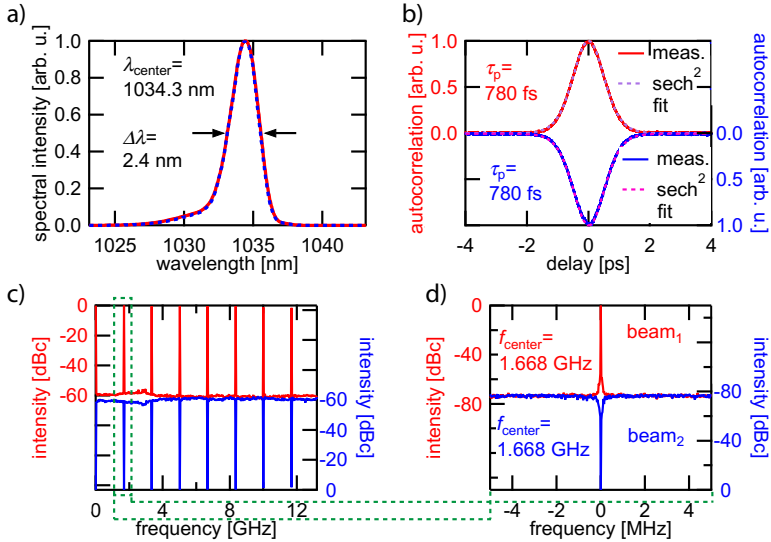 a)
spectral intensity [arb. u.]
1.0
0.8
0.6
0.4
0.2
0.0
λcenter=
1034.3 nm
Δλ=
2.4 nm
1025
1030
1035
1040
wavelength [nm]
b)
autocorrelation [arb. u.]
1.0
0.5
0.0
τp=
780 fs
meas.
sech²
fit
τp=
780 fs
meas.
sech²
fit
0.0
0.5
1.0
autocorrelation [arb. u.]
-4
-2
0
2
4
delay [ps]
c)
intensity [dBc]
0
-20
-40
-60
-60
-40
-20
0
intensity [dBc]
0
4
8
12
frequency [GHz]
d)
intensity [dBc]
0
-40
-80
fcenter=
1.668 GHz
beam1
fcenter=
1.668 GHz
beam2
-80
-40
0
intensity [dBc]
-4
-2
0
2
4
frequency [MHz]